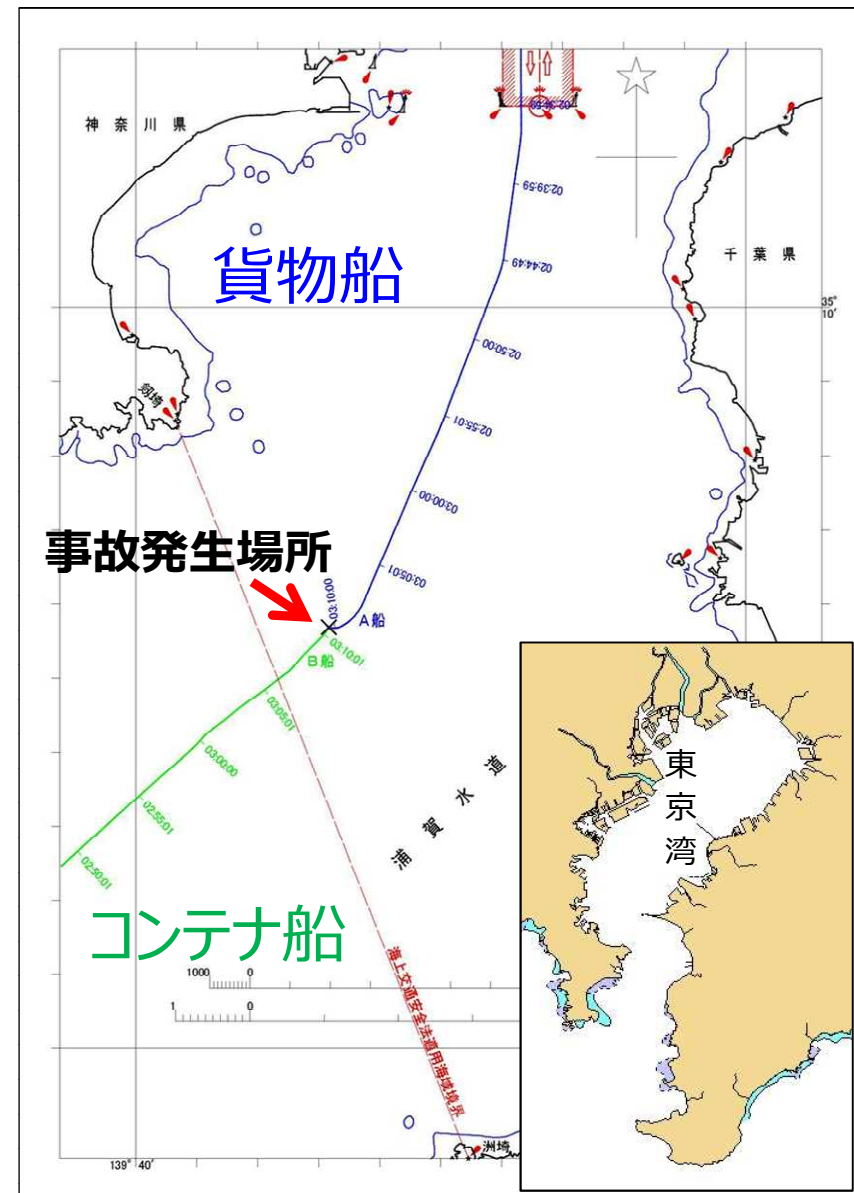 神奈川県
02:34:59
02:39:59
千葉県
貨物船
02:44:49
35°
10'
02:50:00
剱埼
02:55:01
03:00:00
事故発生場所
03:05:01
03:10:00
A船
03:10:01
B船
03:05:01
03:00:00
02:55:01
02:50:01
浦賀水道
東京湾
コンテナ船
海上交通安全法適用海域境界
1000 0
1 0
洲埼
139° 40'